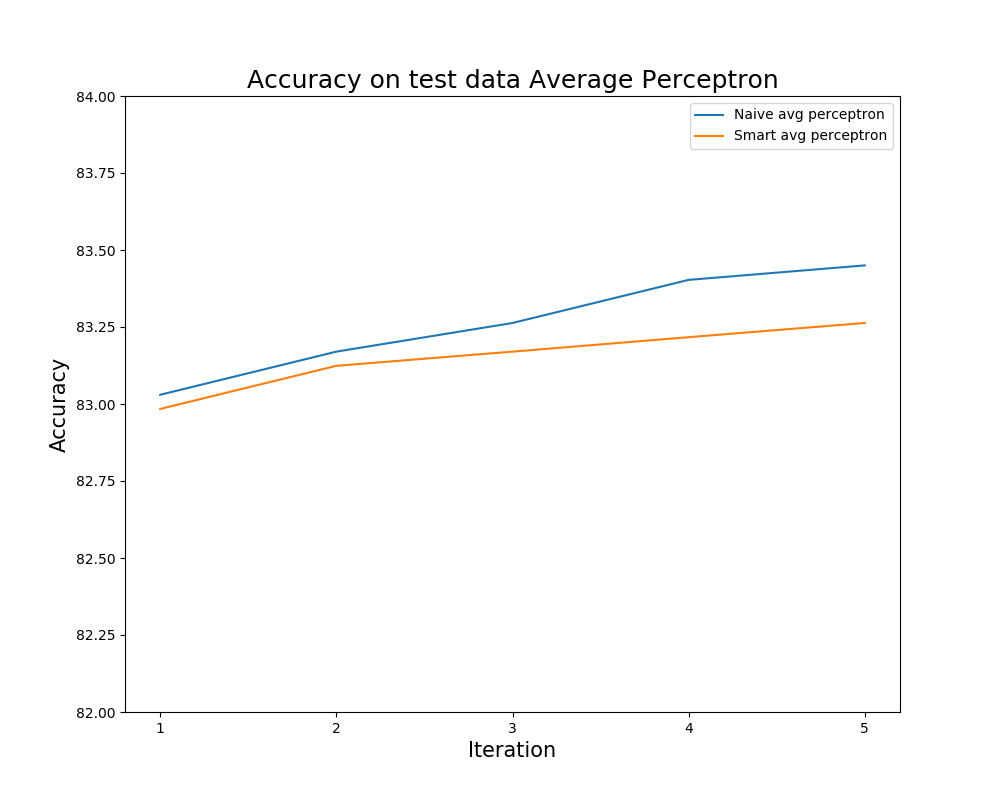 Accuracy on test data Average Perceptron
84.00
83.75
83.50
83.25
83.00
82.75
82.50
82.25
82.00
Accuracy
Naive avg perceptron
Smart avg perceptron
1 2 3 4 5
Iteration